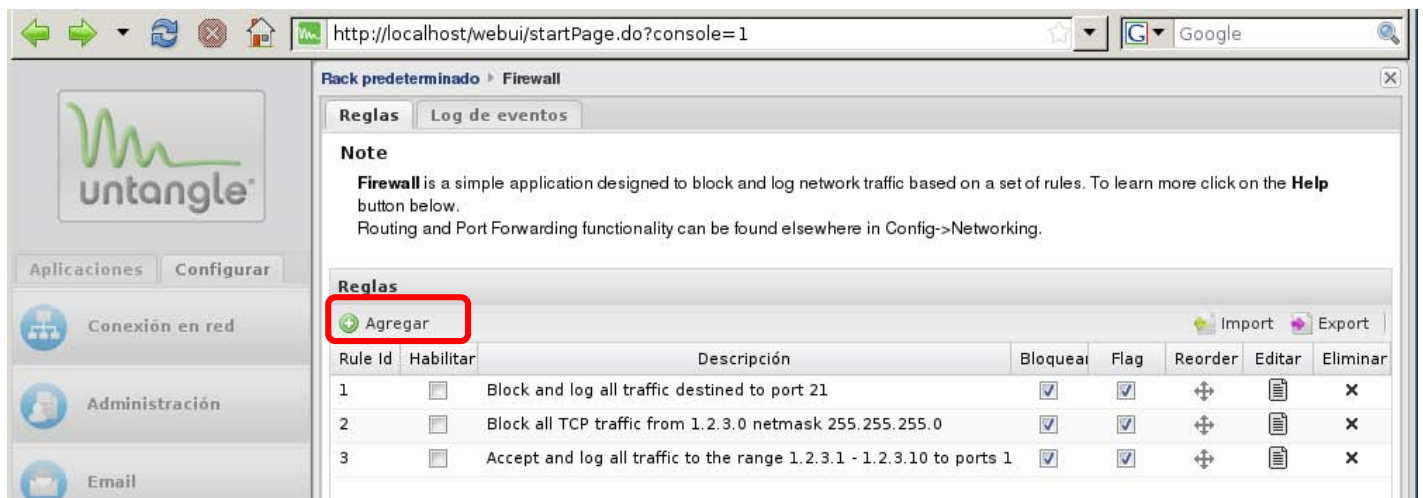 http://localhost/webui/startPage.do?console=1
G
Google
untangle
Aplicaciones Configurar
Conexión en red
Administración
Email
Rack predeterminado Firewall
Reglas Log de eventos
Note
Firewall is a simple application designed to block and log network traffic based on a set of rules. To learn more click on the Help
button below.
Routing and Port Forwarding functionality can be found elsewhere in Config->Networking.
Reglas
Agregar Import Export
Rule Id Habilitar Descripción Bloquear Flag Reorder Editar Eliminar
1 Block and log all traffic destined to port 21
2 Block all TCP traffic from 1.2.3.0 netmask 255.255.255.0
3 Accept and log all traffic to the range 1.2.3.1 - 1.2.3.10 to ports 1